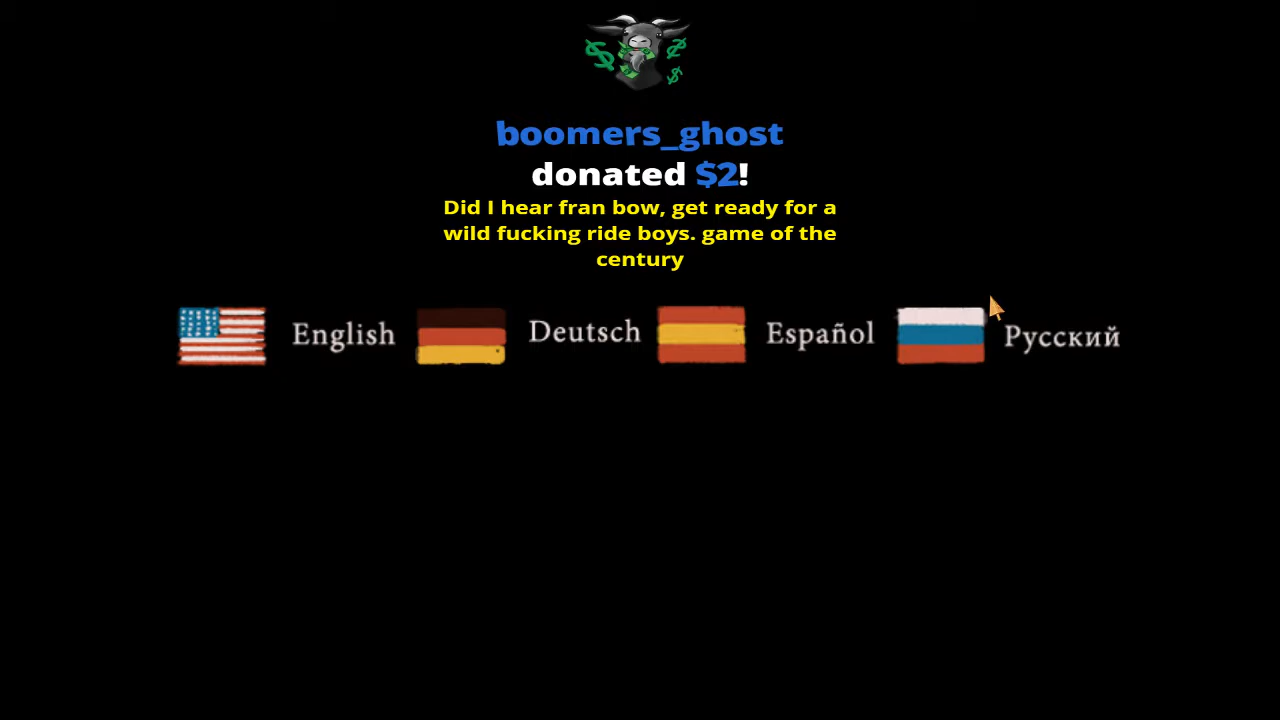 boomers_ghost
donated $2!
Did I hear fran bow, get ready for a
wild fucking ride boys. game of the
century
English Deutsch Español Русский